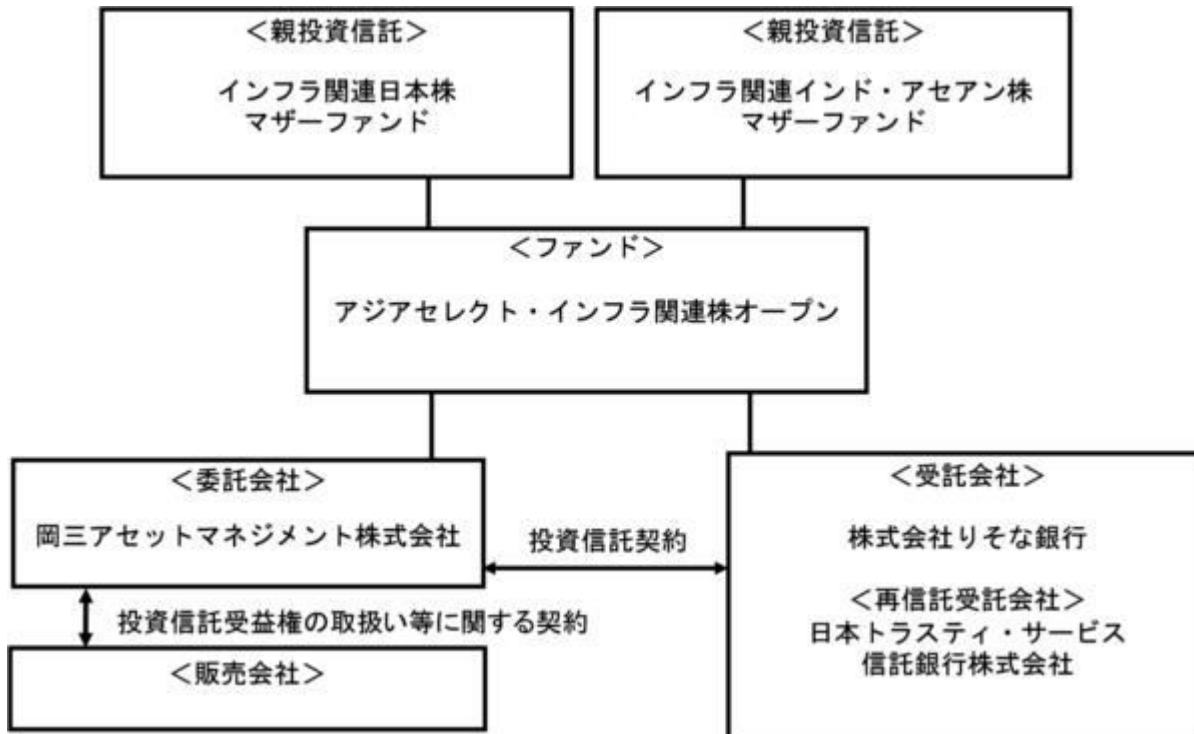 ＜親投資信託＞
インフラ関連日本株
マザーファンド
＜親投資信託＞
インフラ関連インド・アセアン株
マザーファンド
＜ファンド＞
アジアセレクト・インフラ関連株オープン
＜委託会社＞
岡三アセットマネジメント株式会社
投資信託契約
＜受託会社＞
株式会社りそな銀行
＜再信託受託会社＞
日本トラスティ・サービス
信託銀行株式会社
投資信託受益権の取扱い等に関する契約
＜販売会社＞